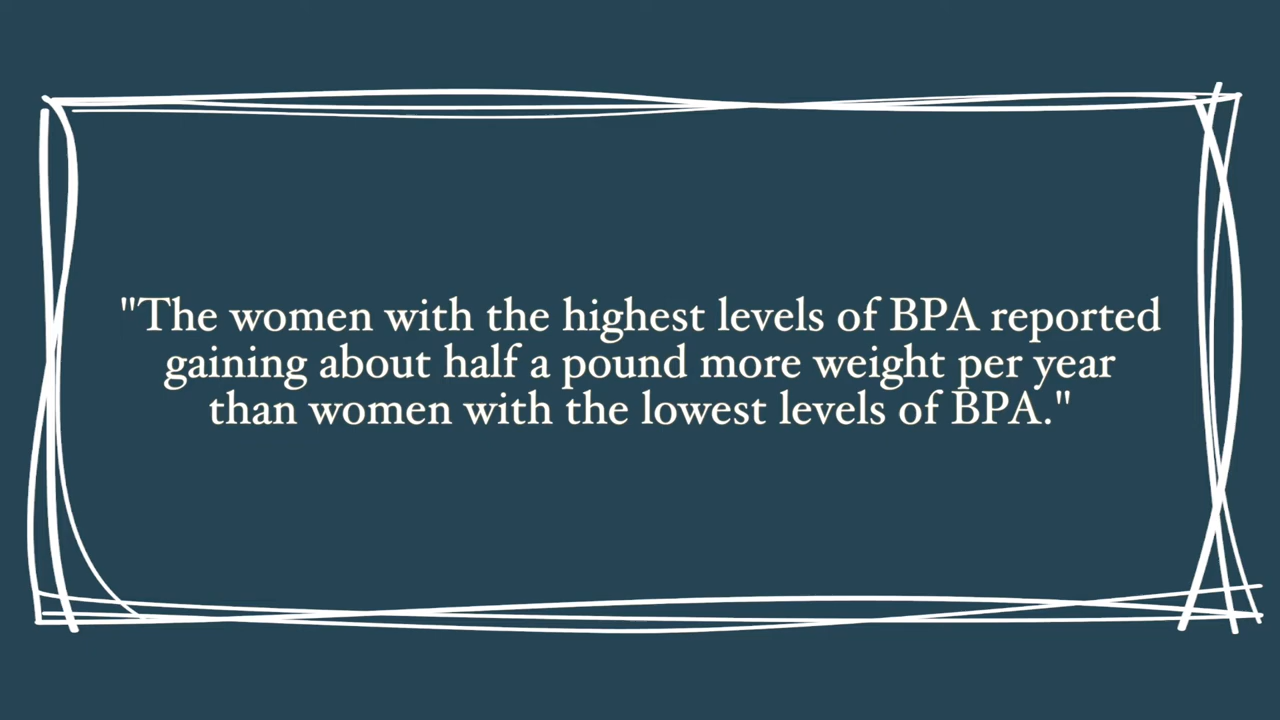 "The women with the highest levels of BPA reported
gaining about half a pound more weight per year
than women with the lowest levels of BPA."